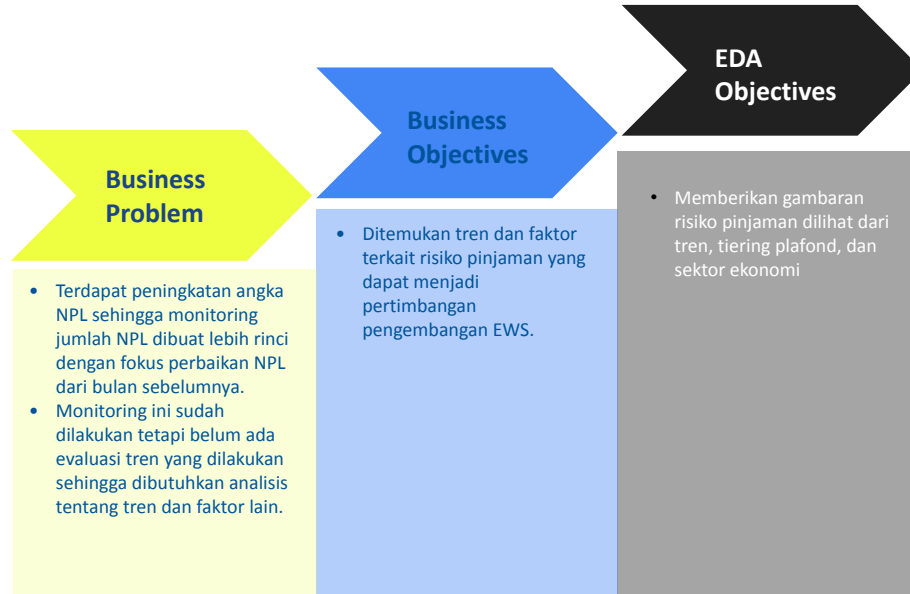 Business
Problem
• Terdapat peningkatan angka
NPL sehingga monitoring
jumlah NPL dibuat lebih rinci
dengan fokus perbaikan NPL
dari bulan sebelumnya.
• Monitoring ini sudah
dilakukan tetapi belum ada
evaluasi tren yang dilakukan
sehingga dibutuhkan analisis
tentang tren dan faktor lain.
Business
Objectives
• Ditemukan tren dan faktor
terkait risiko pinjaman yang
dapat menjadi
pertimbangan
pengembangan EWS.
EDA
Objectives
• Memberikan gambaran
risiko pinjaman dilihat dari
tren, tiering plafond, dan
sektor ekonomi